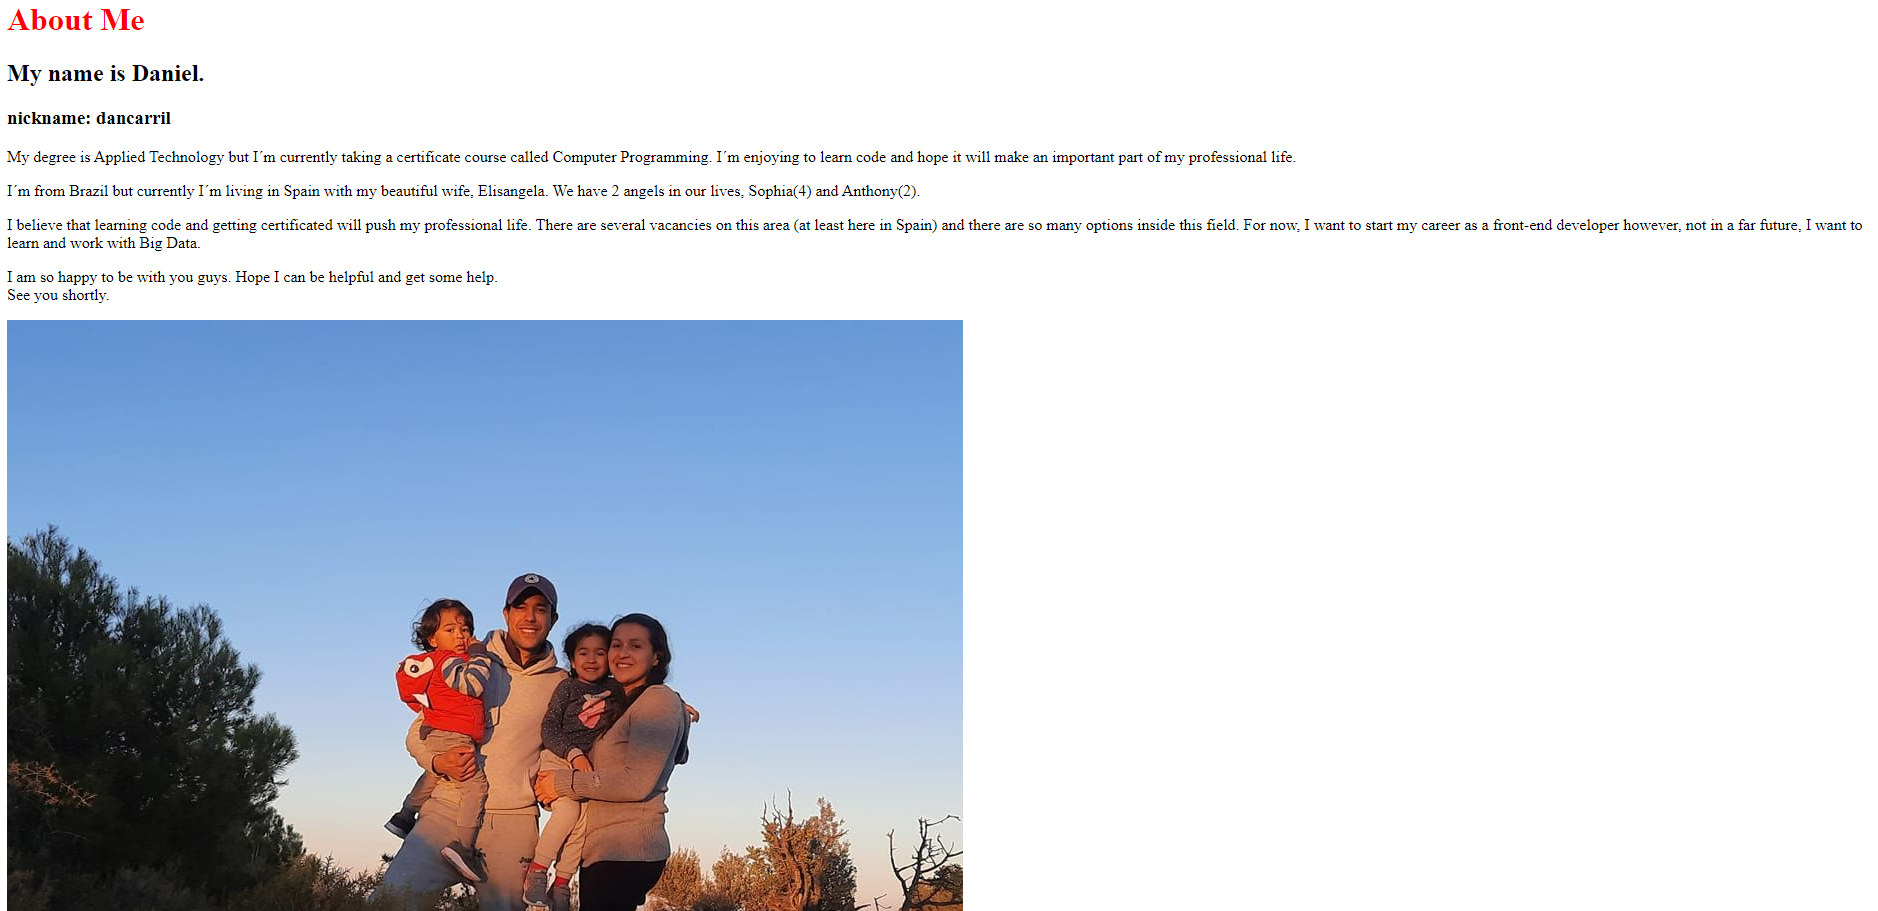 About Me
My name is Daniel.
nickname: dancarril
My degree is Applied Technology but I´m currently taking a certificate course called Computer Programming. I´m enjoying to learn code and hope it will make an important part of my professional life.
I´m from Brazil but currently I´m living in Spain with my beautiful wife, Elisangela. We have 2 angels in our lives, Sophia(4) and Anthony(2).
I believe that learning code and getting certificated will push my professional life. There are several vacancies on this area (at least here in Spain) and there are so many options inside this field. For now, I want to start my career as a front-end developer however, not in a far future, I want to
learn and work with Big Data.
I am so happy to be with you guys. Hope I can be helpful and get some help.
See you shortly.